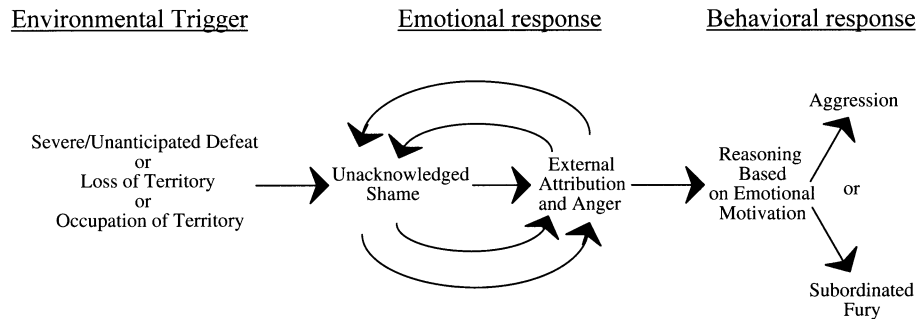 Environmental Trigger
Emotional response
Behavioral response
Severe/Unanticipated Defeat
or
Loss of Territory
or
Occupation of Territory
Unacknowledged
Shame
External
Attribution
and Anger
Reasoning
Based
on Emotional
Motivation
Aggression
or
Subordinated
Fury